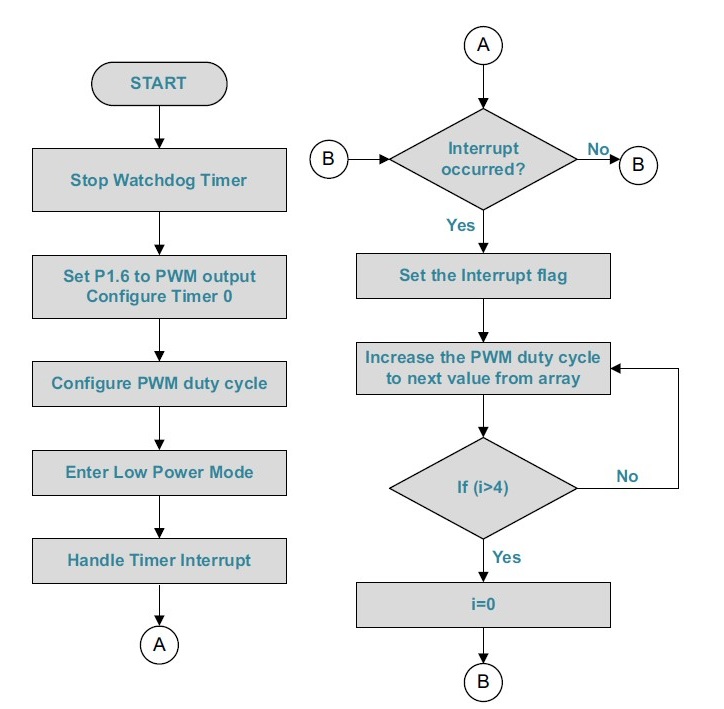 START
Stop Watchdog Timer
Set P1.6 to PWM output
Configure Timer 0
Configure PWM duty cycle
Enter Low Power Mode
Handle Timer Interrupt
A
A
B
Interrupt
occurred?
No
B
Yes
Set the Interrupt flag
Increase the PWM duty cycle
to next value from array
If (i>4)
No
Yes
i=0
B